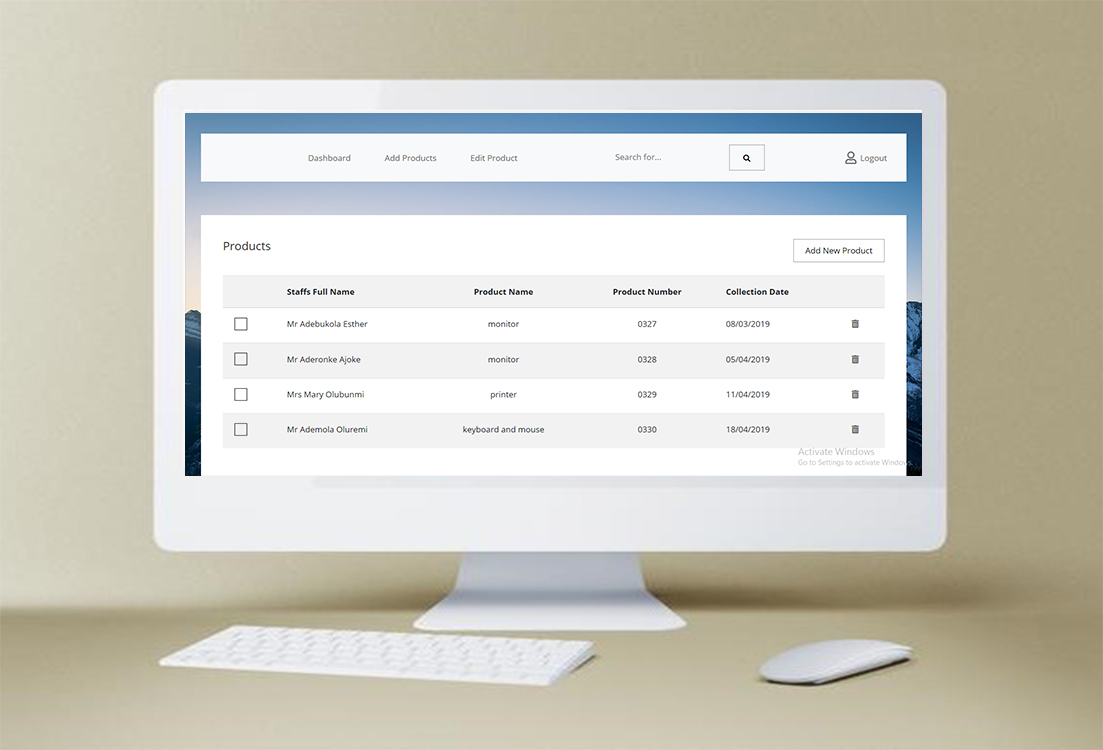 Dashboard Add Products Edit Product Search for... Logout
Products Add New Product
Staffs Full Name Product Name Product Number Collection Date
Mr Adebukola Esther monitor 0327 08/03/2019
Mr Aderonke Ajoke monitor 0328 05/04/2019
Mrs Mary Olubunmi printer 0329 11/04/2019
Mr Ademola Oluremi keyboard and mouse 0330 18/04/2019
Activate Windows
Go to Settings to activate Windows.